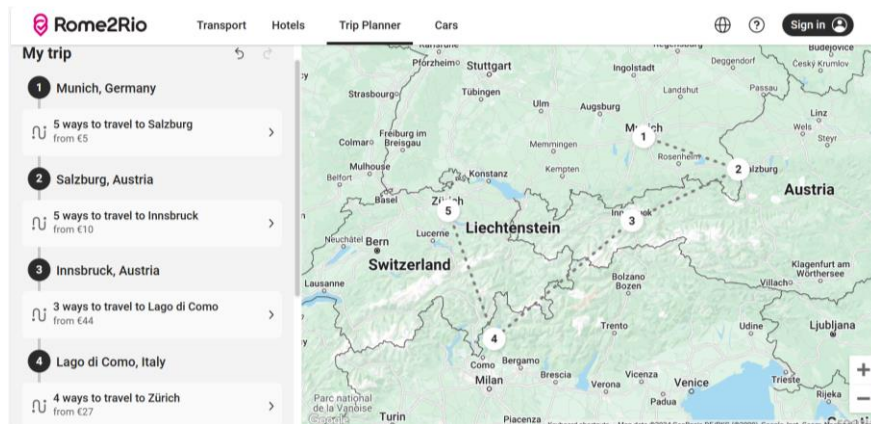 Rome2Rio
Transport
Hotels
Trip Planner
Cars
Sign in
My trip
1 Munich, Germany
5 ways to travel to Salzburg
from €5
2 Salzburg, Austria
5 ways to travel to Innsbruck
from €10
3 Innsbruck, Austria
3 ways to travel to Lago di Como
from €44
4 Lago di Como, Italy
4 ways to travel to Zürich
from €27
Pforzheim
Stuttgart
Ingolstadt
Deggendorf
Budějovice
Český Krumlov
Strasbourg
Tübingen
Landshut
Passau
Ulm
Augsburg
Linz
Wels
Steyr
Colmar
Freiburg im
Breisgau
Memmingen
1
Rosenheim
2
Mulhouse
Belfort
Konstanz
Kempten
Austria
Basel
5
3
Liechtenstein
Neuchâtel
Bern
Lucerne
Switzerland
Lausanne
Bolzano
Bozen
Klagenfurt am
Wörthersee
Villach
4
Trento
Udine
Ljubljana
Como
Bergamo
Milan
Brescia
Verona
Vicenza
Venice
Padua
Trieste
Rijeka
Parc national
de la Vanoise
Google
Turin
Piacenza
+
−